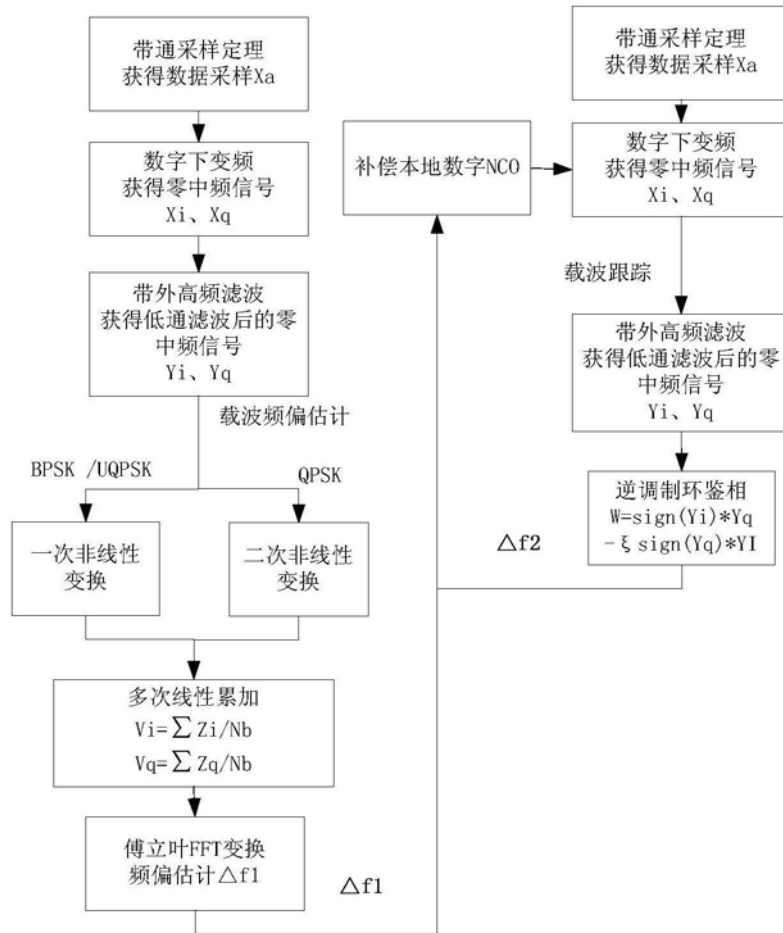 带通采样定理
获得数据采样Xa
数字下变频
获得零中频信号
Xi、Xq
带外高频滤波
获得低通滤波后的零
中频信号
Yi、Yq
载波频偏估计
BPSK /UQPSK
QPSK
一次非线性
变换
二次非线性
变换
多次线性累加
Vi=∑ Zi/Nb
Vq=∑ Zq/Nb
傅立叶FFT变换
频偏估计△f1
△f1
补偿本地数字NCO
带通采样定理
获得数据采样Xa
数字下变频
获得零中频信号
Xi、Xq
载波跟踪
带外高频滤波
获得低通滤波后的零
中频信号
Yi、Yq
逆调制环鉴相
W=sign(Yi)*Yq
-ξsign(Yq)*YI
△f2